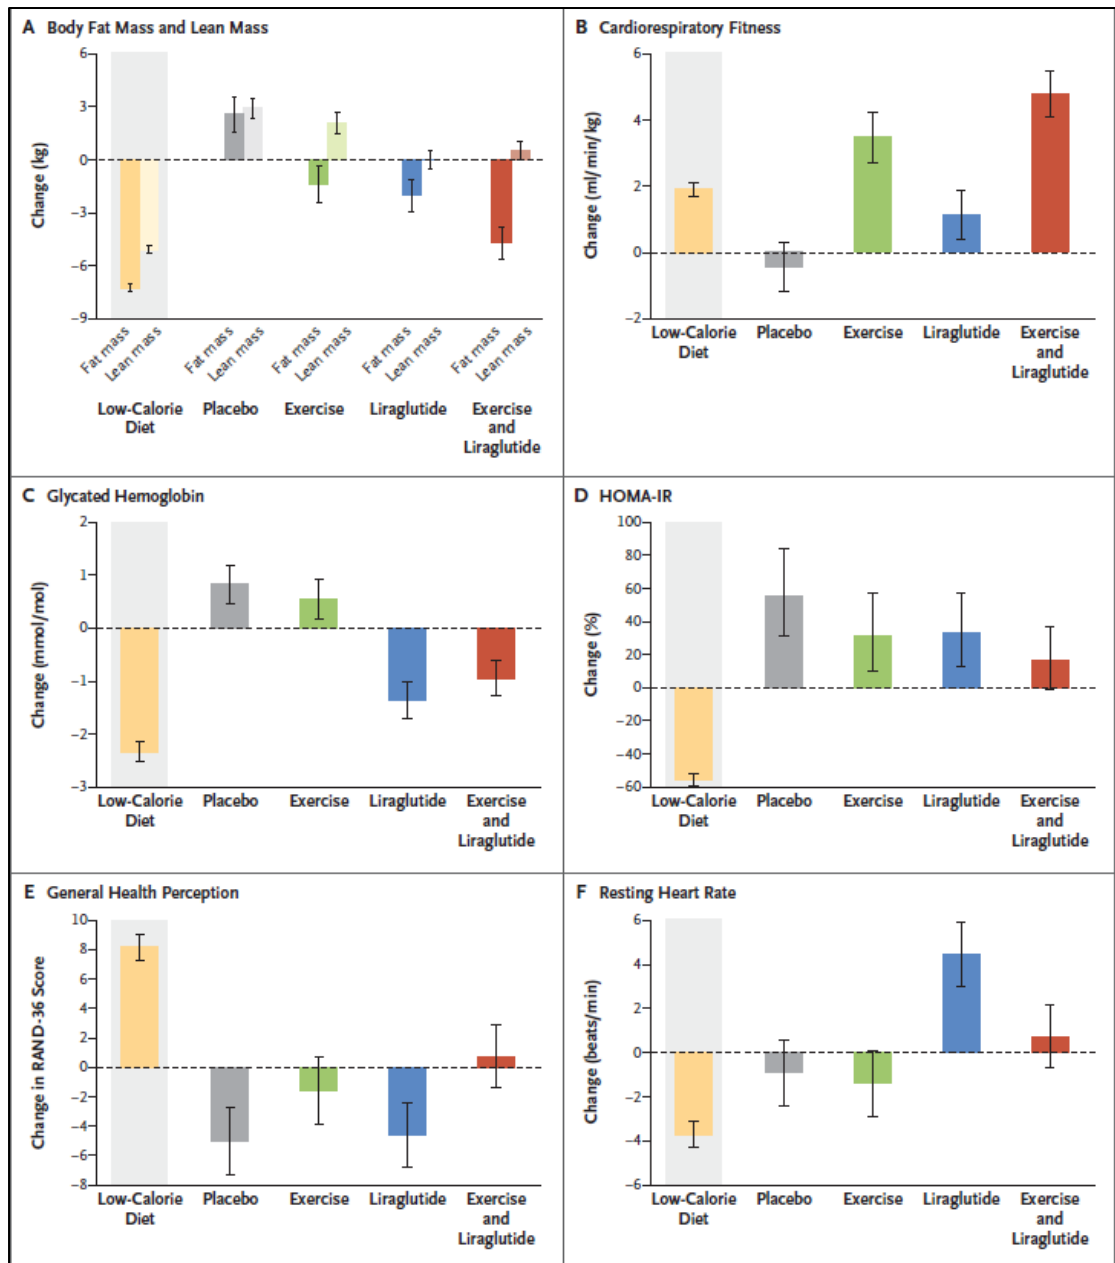 A Body Fat Mass and Lean Mass
6
3
0
−3
−6
−9
Change (kg)
Fat mass
Lean mass
Fat mass
Lean mass
Fat mass
Lean mass
Fat mass
Lean mass
Fat mass
Lean mass
Low-Calorie
Diet
Placebo
Exercise
Liraglutide
Exercise
and
Liraglutide
B Cardiorespiratory Fitness
6
4
2
0
−2
Change (ml/min/kg)
Low-Calorie
Diet
Placebo
Exercise
Liraglutide
Exercise
and
Liraglutide
C Glycated Hemoglobin
2
1
0
−1
−2
−3
Change (mmol/mol)
Low-Calorie
Diet
Placebo
Exercise
Liraglutide
Exercise
and
Liraglutide
D HOMA-IR
100
80
60
40
20
0
−20
−40
−60
Change (%)
Low-Calorie
Diet
Placebo
Exercise
Liraglutide
Exercise
and
Liraglutide
E General Health Perception
10
8
6
4
2
0
−2
−4
−6
−8
Change in RAND-36 Score
Low-Calorie
Diet
Placebo
Exercise
Liraglutide
Exercise
and
Liraglutide
F Resting Heart Rate
6
4
2
0
−2
−4
−6
Change (beats/min)
Low-Calorie
Diet
Placebo
Exercise
Liraglutide
Exercise
and
Liraglutide